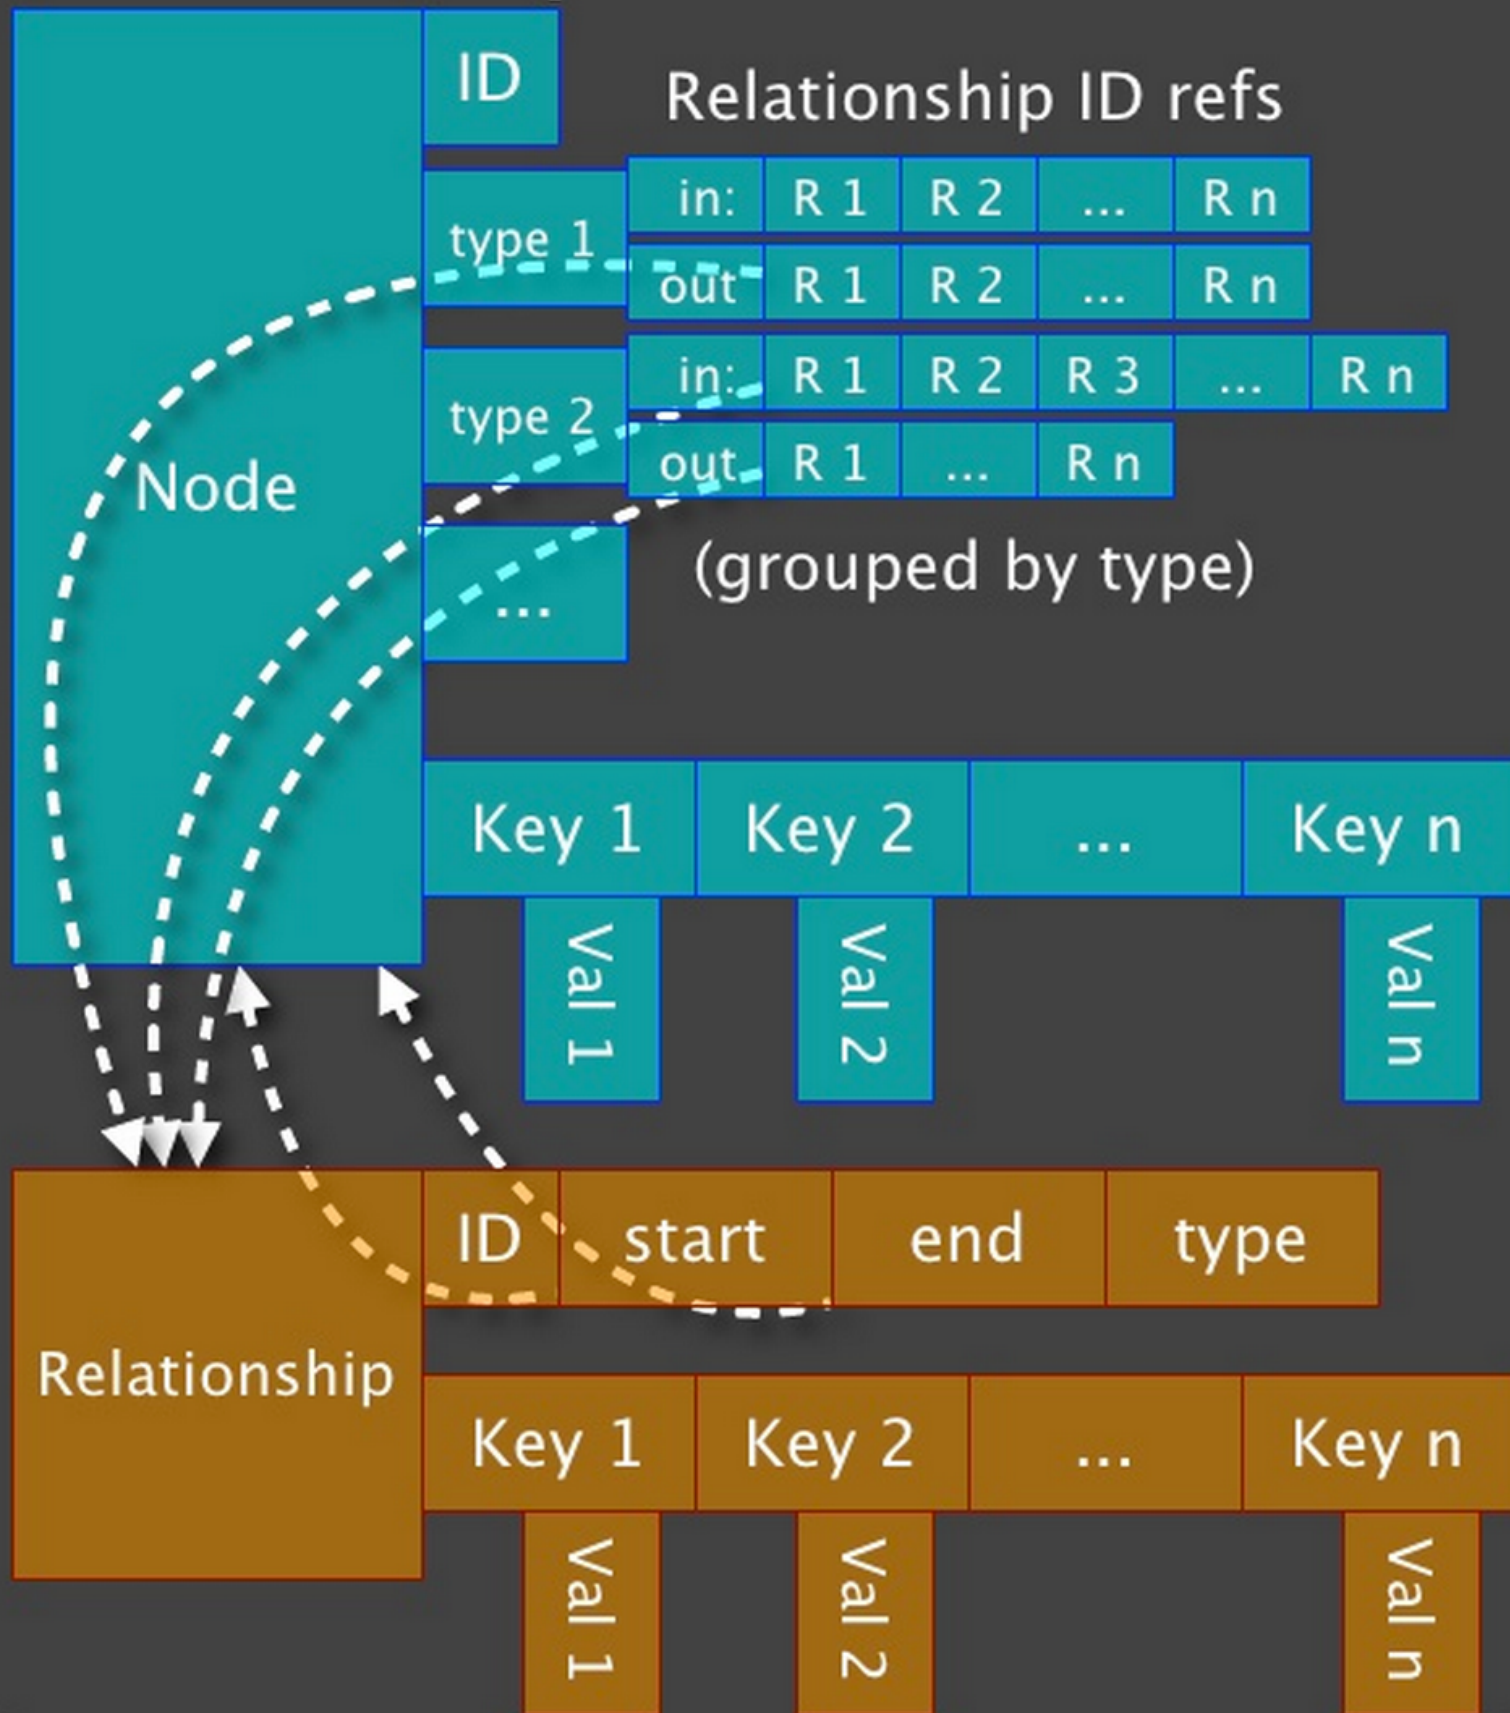 ID
Relationship ID refs
type 1
in: R 1 R 2 ... R n
out R 1 R 2 ... R n
type 2
in: R 1 R 2 R 3 ... R n
out R 1 ... R n
Node
...
(grouped by type)
Key 1 Key 2 ... Key n
Val 1 Val 2 Val n
ID start end type
Relationship
Key 1 Key 2 ... Key n
Val 1 Val 2 Val n